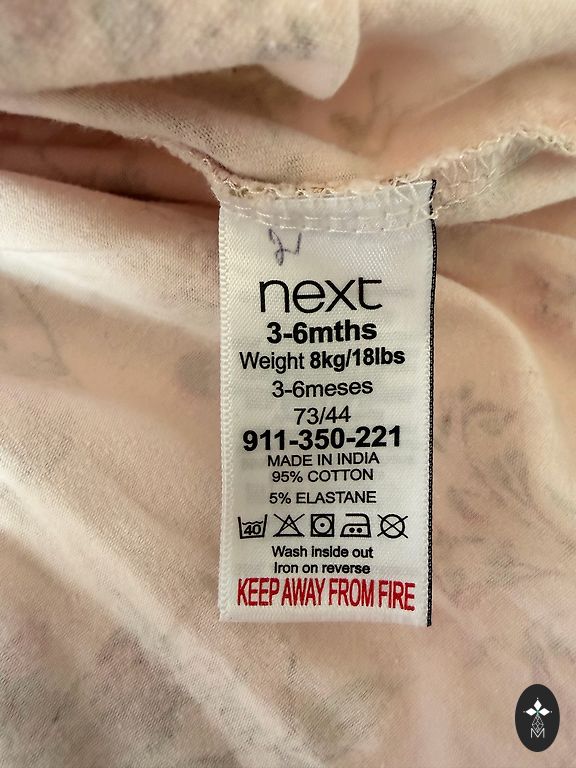 next
3-6mths
Weight 8kg/18lbs
3-6meses
73/44
911-350-221
MADE IN INDIA
95% COTTON
5% ELASTANE
40
Wash inside out
Iron on reverse
KEEP AWAY FROM FIRE